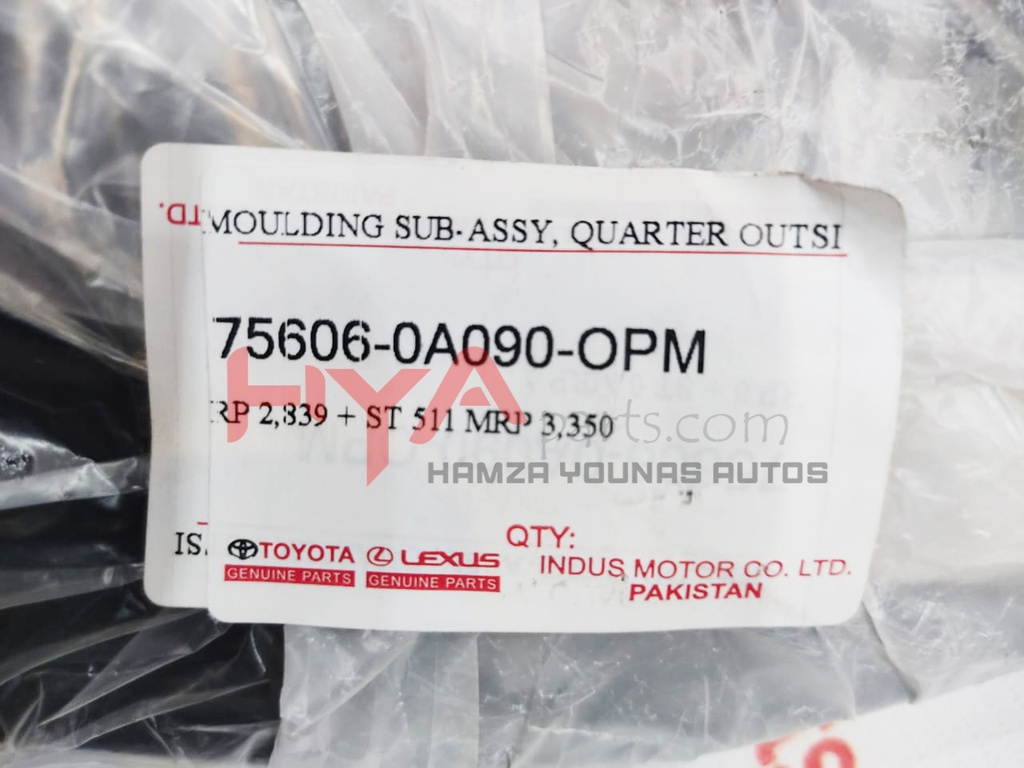 TD.
MOULDING SUB-ASSY, QUARTER OUTSI
75606-0A090-OPM
HYA parts.com
RP 2,839 + ST 511 MRP 3,350
HAMZA YOUNAS AUTOS
QTY:
IS.
TOYOTA LEXUS
GENUINE PARTS GENUINE PARTS
INDUS MOTOR CO. LTD.
PAKISTAN